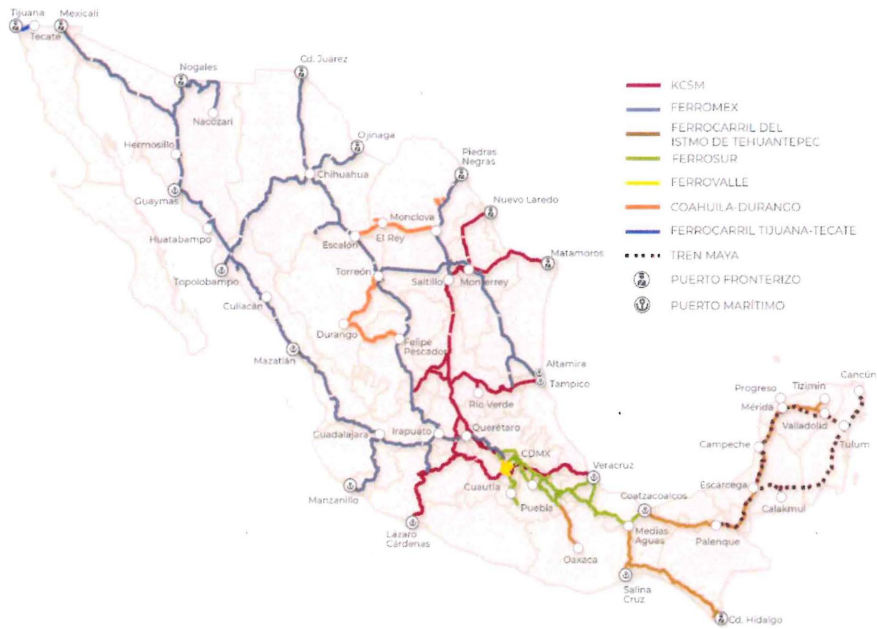 Tijuana
Mexicali
Tecate
Nogales
Cd. Juarez
Nacozari
Ojinaga
Hermosillo
Piedras
Negras
Chihuahua
Guaymas
Nuevo Laredo
Monclova
Huatabampo
Escalón
El Rey
Matamoros
Topolobampo
Torreón
Saltillo
Monterrey
Culiacán
Durango
Felipe
Pescador
Mazatlán
Altamira
Tampico
Río Verde
Guadalajara
Irapuato
Querétaro
CDMX
Veracruz
Manzanillo
Cuautla
Puebla
Lázaro
Cárdenas
Oaxaca
Coatzacoalcos
Medias
Aguas
Salina
Cruz
Palenque
Cd. Hidalgo
Cancún
Progreso
Tizimín
Mérida
Valladolid
Tulum
Campeche
Escárcega
Calakmul
KCSM
FERROMEX
FERROCARRIL DEL
ISTMO DE TEHUANTEPEC
FERROSUR
FERROVALLE
COAHUILA-DURANGO
FERROCARRIL TIJUANA-TECATE
TREN MAYA
PUERTO FRONTERIZO
PUERTO MARÍTIMO